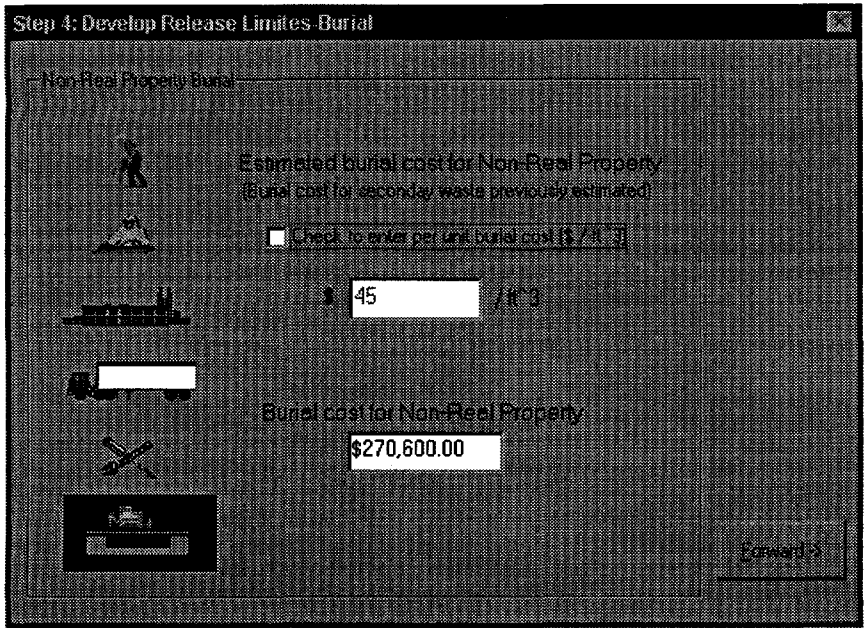 Step 4: Develop Release Limites-Burial
Non-Real Property Burial
Estimated burial cost for Non-Real Property
(Burial cost for seconday waste previously estimated)
Check to enter per unit burial cost ($ / ft^3)
$ 45 / ft^3
Burial cost for Non-Real Property
$270,600.00
Forward->